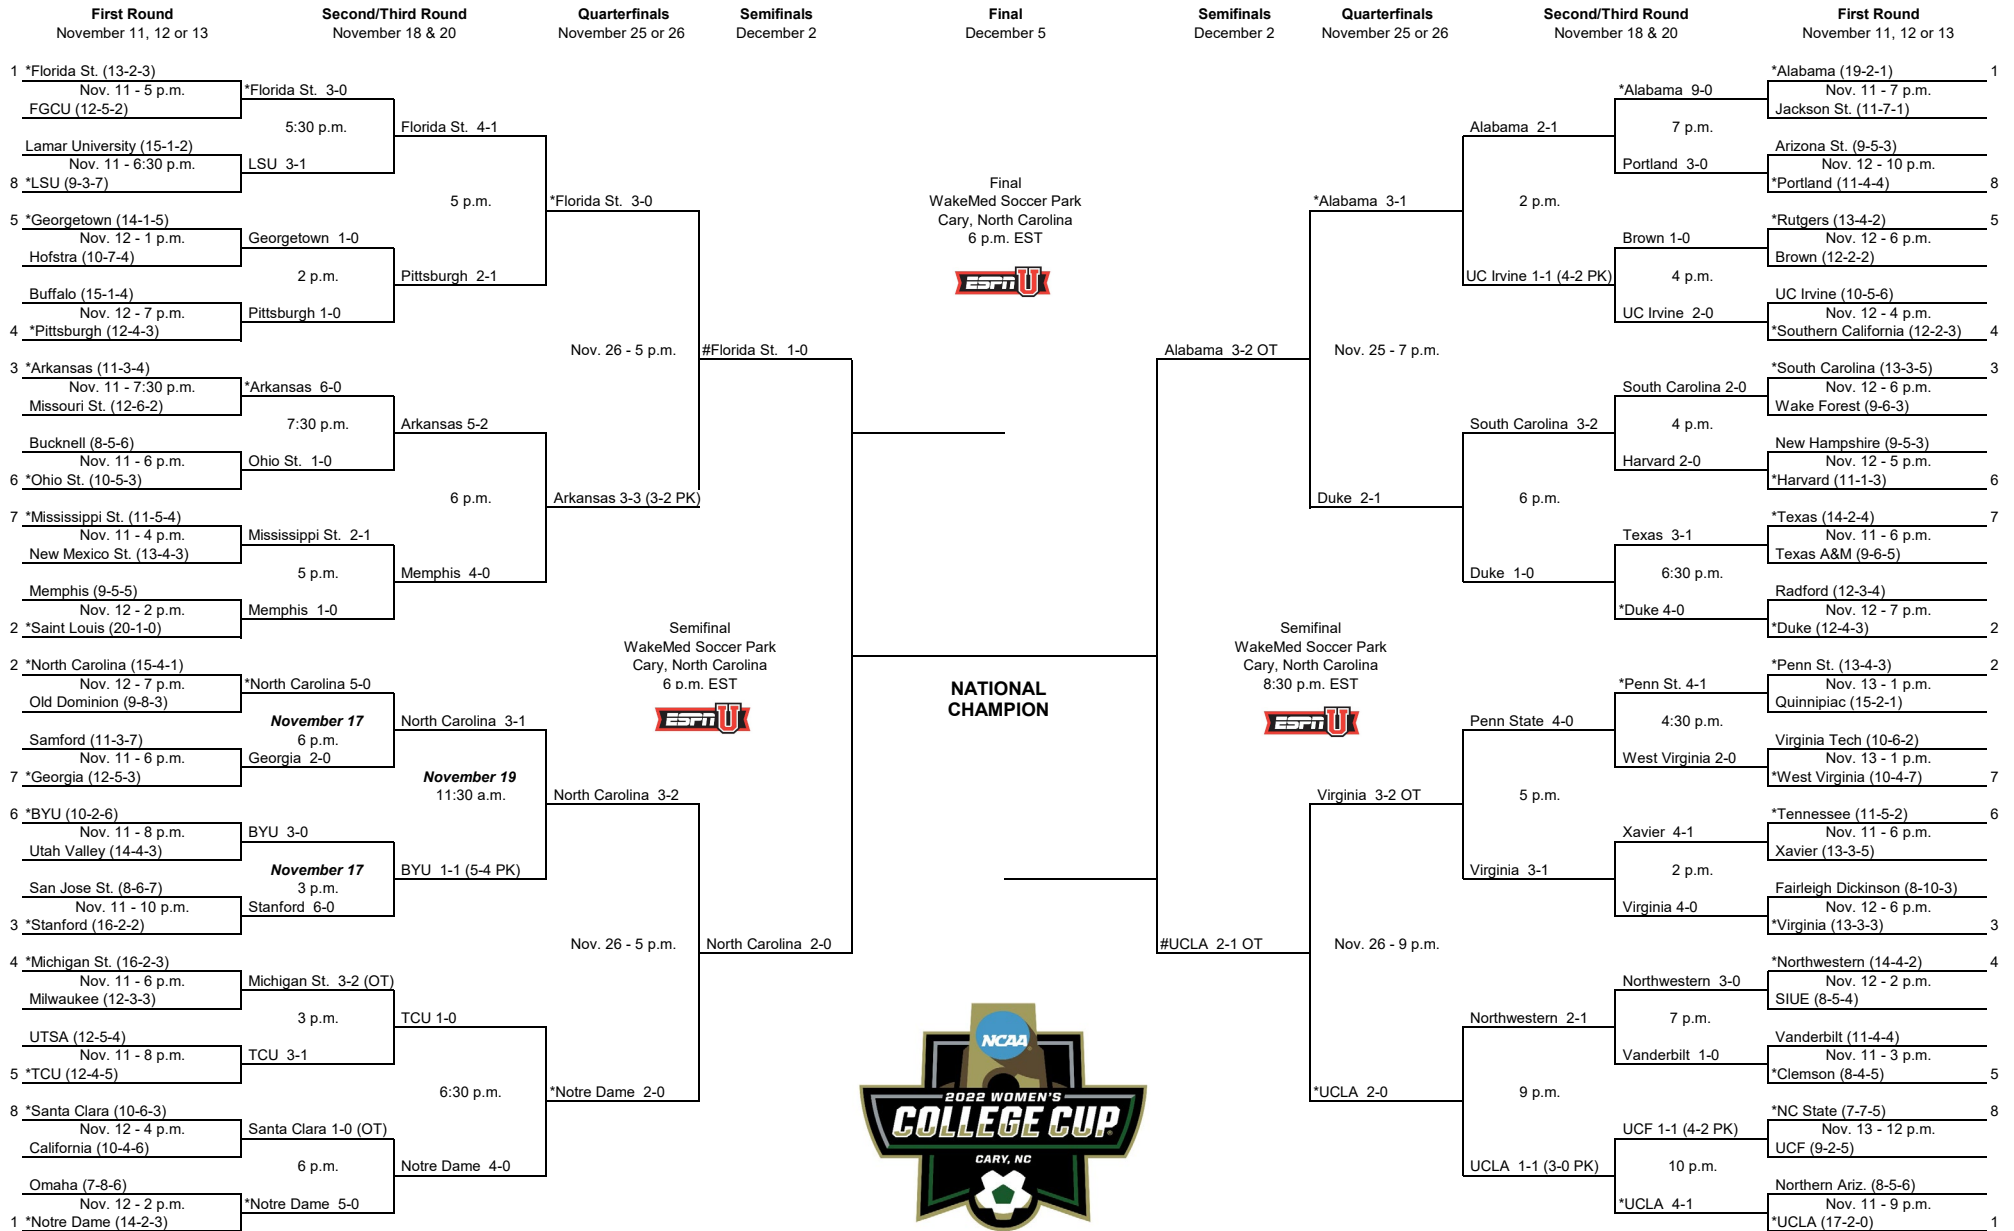 First Round
November 11, 12 or 13
Second/Third Round
November 18 & 20
Quarterfinals
November 25 or 26
Semifinals
December 2
Final
December 5
Semifinals
December 2
Quarterfinals
November 25 or 26
Second/Third Round
November 18 & 20
First Round
November 11, 12 or 13
1 *Florida St. (13-2-3)
Nov. 11 - 5 p.m.
FGCU (12-5-2)
Lamar University (15-1-2)
Nov. 11 - 6:30 p.m.
8 *LSU (9-3-7)
5 *Georgetown (14-1-5)
Nov. 12 - 1 p.m.
Hofstra (10-7-4)
Buffalo (15-1-4)
Nov. 12 - 7 p.m.
4 *Pittsburgh (12-4-3)
3 *Arkansas (11-3-4)
Nov. 11 - 7:30 p.m.
Missouri St. (12-6-2)
Bucknell (8-5-6)
Nov. 11 - 6 p.m.
6 *Ohio St. (10-5-3)
7 *Mississippi St. (11-5-4)
Nov. 11 - 4 p.m.
New Mexico St. (13-4-3)
Memphis (9-5-5)
Nov. 12 - 2 p.m.
2 *Saint Louis (20-1-0)
2 *North Carolina (15-4-1)
Nov. 12 - 7 p.m.
Old Dominion (9-8-3)
Samford (11-3-7)
Nov. 11 - 6 p.m.
7 *Georgia (12-5-3)
6 *BYU (10-2-6)
Nov. 11 - 8 p.m.
Utah Valley (14-4-3)
San Jose St. (8-6-7)
Nov. 11 - 10 p.m.
3 *Stanford (16-2-2)
4 *Michigan St. (16-2-3)
Nov. 11 - 6 p.m.
Milwaukee (12-3-3)
UTSA (12-5-4)
Nov. 11 - 8 p.m.
5 *TCU (12-4-5)
8 *Santa Clara (10-6-3)
Nov. 12 - 4 p.m.
California (10-4-6)
Omaha (7-8-6)
Nov. 12 - 2 p.m.
1 *Notre Dame (14-2-3)
*Florida St. 3-0
5:30 p.m.
LSU 3-1
Georgetown 1-0
2 p.m.
Pittsburgh 1-0
*Arkansas 6-0
7:30 p.m.
Ohio St. 1-0
Mississippi St. 2-1
5 p.m.
Memphis 1-0
*North Carolina 5-0
November 17
6 p.m.
Georgia 2-0
BYU 3-0
November 17
3 p.m.
Stanford 6-0
Michigan St. 3-2 (OT)
3 p.m.
TCU 3-1
Santa Clara 1-0 (OT)
6 p.m.
*Notre Dame 5-0
Florida St. 4-1
5 p.m.
Pittsburgh 2-1
Arkansas 5-2
6 p.m.
Memphis 4-0
North Carolina 3-1
November 19
11:30 a.m.
BYU 1-1 (5-4 PK)
TCU 1-0
6:30 p.m.
Notre Dame 4-0
*Florida St. 3-0
Nov. 26 - 5 p.m.
Arkansas 3-3 (3-2 PK)
North Carolina 3-2
Nov. 26 - 5 p.m.
*Notre Dame 2-0
#Florida St. 1-0
Semifinal
WakeMed Soccer Park
Cary, North Carolina
6 p.m. EST
ESPN U
North Carolina 2-0
Final
WakeMed Soccer Park
Cary, North Carolina
6 p.m. EST
ESPN U
NATIONAL
CHAMPION
NCAA
2022 WOMEN'S
COLLEGE CUP
CARY, NC
Alabama 3-2 OT
Semifinal
WakeMed Soccer Park
Cary, North Carolina
8:30 p.m. EST
ESPN U
#UCLA 2-1 OT
*Alabama 3-1
Nov. 25 - 7 p.m.
Duke 2-1
Virginia 3-2 OT
Nov. 26 - 9 p.m.
*UCLA 2-0
Alabama 2-1
2 p.m.
UC Irvine 1-1 (4-2 PK)
South Carolina 3-2
6 p.m.
Duke 1-0
Penn State 4-0
5 p.m.
Virginia 3-1
Northwestern 2-1
9 p.m.
UCLA 1-1 (3-0 PK)
*Alabama 9-0
7 p.m.
Portland 3-0
Brown 1-0
4 p.m.
UC Irvine 2-0
South Carolina 2-0
4 p.m.
Harvard 2-0
Texas 3-1
6:30 p.m.
*Duke 4-0
*Penn St. 4-1
4:30 p.m.
West Virginia 2-0
Xavier 4-1
2 p.m.
Virginia 4-0
Northwestern 3-0
7 p.m.
Vanderbilt 1-0
UCF 1-1 (4-2 PK)
10 p.m.
*UCLA 4-1
*Alabama (19-2-1) 1
Nov. 11 - 7 p.m.
Jackson St. (11-7-1)
Arizona St. (9-5-3)
Nov. 12 - 10 p.m.
*Portland (11-4-4) 8
*Rutgers (13-4-2) 5
Nov. 12 - 6 p.m.
Brown (12-2-2)
UC Irvine (10-5-6)
Nov. 12 - 4 p.m.
*Southern California (12-2-3) 4
*South Carolina (13-3-5) 3
Nov. 12 - 6 p.m.
Wake Forest (9-6-3)
New Hampshire (9-5-3)
Nov. 12 - 5 p.m.
*Harvard (11-1-3) 6
*Texas (14-2-4) 7
Nov. 11 - 6 p.m.
Texas A&M (9-6-5)
Radford (12-3-4)
Nov. 12 - 7 p.m.
*Duke (12-4-3) 2
*Penn St. (13-4-3) 2
Nov. 13 - 1 p.m.
Quinnipiac (15-2-1)
Virginia Tech (10-6-2)
Nov. 13 - 1 p.m.
*West Virginia (10-4-7) 7
*Tennessee (11-5-2) 6
Nov. 11 - 6 p.m.
Xavier (13-3-5)
Fairleigh Dickinson (8-10-3)
Nov. 12 - 6 p.m.
*Virginia (13-3-3) 3
*Northwestern (14-4-2) 4
Nov. 12 - 2 p.m.
SIUE (8-5-4)
Vanderbilt (11-4-4)
Nov. 11 - 3 p.m.
*Clemson (8-4-5) 5
*NC State (7-7-5) 8
Nov. 13 - 12 p.m.
UCF (9-2-5)
Northern Ariz. (8-5-6)
Nov. 11 - 9 p.m.
*UCLA (17-2-0) 1